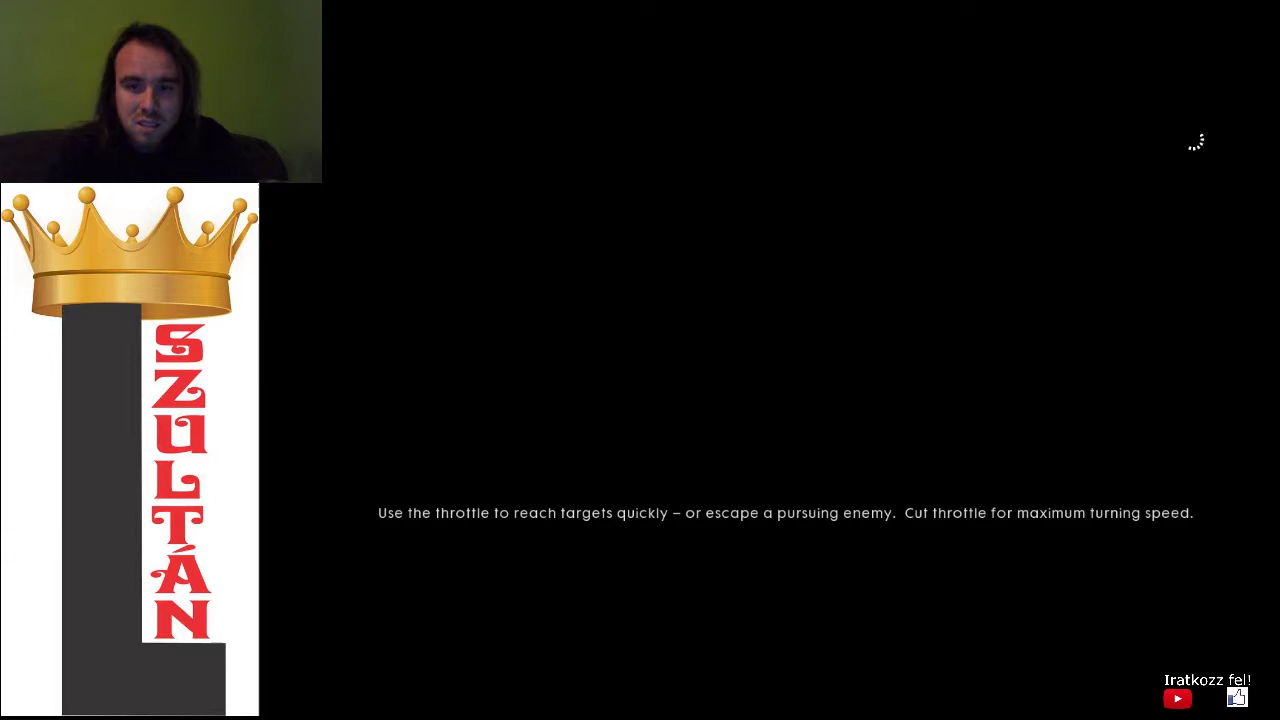 SZULTÁN
Use the throttle to reach targets quickly – or escape a pursuing enemy. Cut throttle for maximum turning speed.
Iratkozz fel!